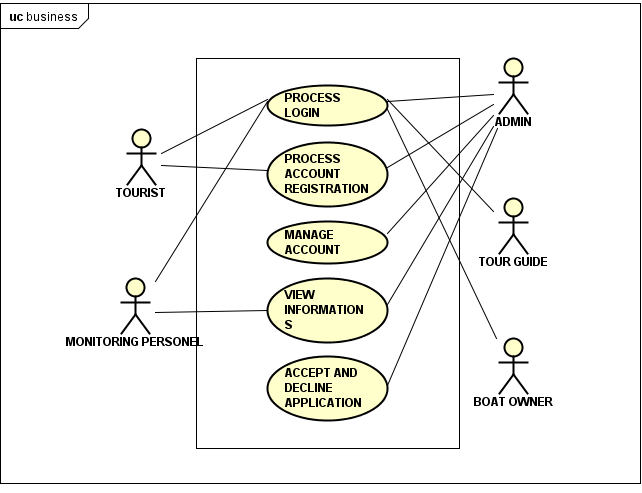 uc business
PROCESS
LOGIN
ADMIN
PROCESS
ACCOUNT
REGISTRATION
TOURIST
MANAGE
ACCOUNT
TOUR GUIDE
VIEW
INFORMATION
S
MONITORING PERSONEL
ACCEPT AND
DECLINE
APPLICATION
BOAT OWNER